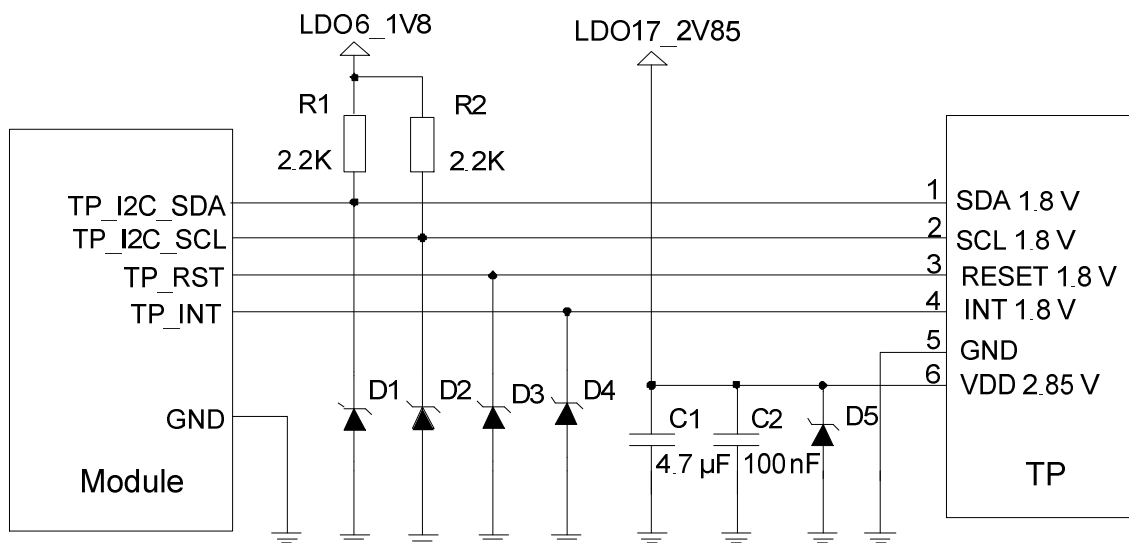 LDO6_1V8
LDO17_2V85
R1
R2
2.2K
2.2K
TP_I2C_SDA
TP_I2C_SCL
TP_RST
TP_INT
GND
Module
1
SDA 1.8 V
2
SCL 1.8 V
3
RESET 1.8 V
4
INT 1.8 V
5
GND
6
VDD 2.85 V
D1
D2
D3
D4
C1
C2
D5
4.7 µF
100 nF
TP